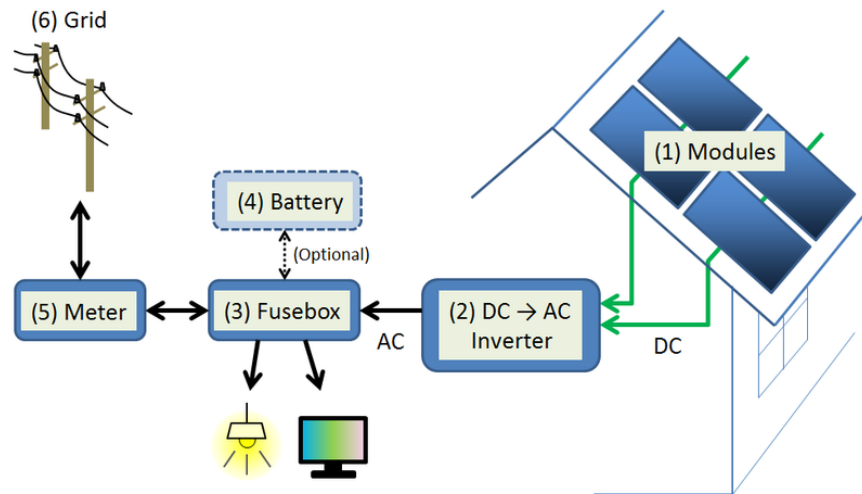 (6) Grid
(1) Modules
(4) Battery
(Optional)
(5) Meter
(3) Fusebox
(2) DC → AC
Inverter
AC
DC